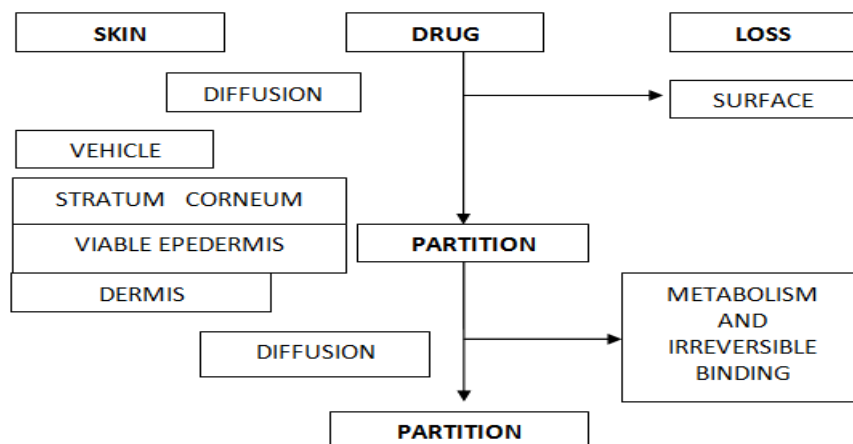 SKIN
DRUG
LOSS
DIFFUSION
SURFACE
VEHICLE
STRATUM CORNEUM
VIABLE EPEDERMIS
PARTITION
DERMIS
METABOLISM
AND
IRREVERSIBLE
BINDING
DIFFUSION
PARTITION